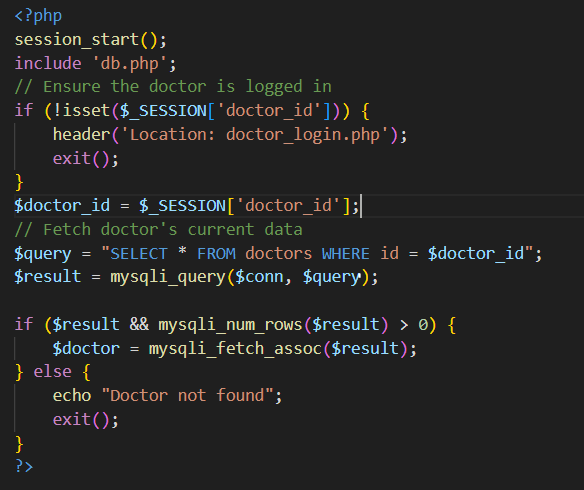 <?php
session_start();
include 'db.php';
// Ensure the doctor is logged in
if (!isset($_SESSION['doctor_id'])) {
    header('Location: doctor_login.php');
    exit();
}
$doctor_id = $_SESSION['doctor_id'];
// Fetch doctor's current data
$query = "SELECT * FROM doctors WHERE id = $doctor_id";
$result = mysqli_query($conn, $query);

if ($result && mysqli_num_rows($result) > 0) {
    $doctor = mysqli_fetch_assoc($result);
} else {
    echo "Doctor not found";
    exit();
}
?>